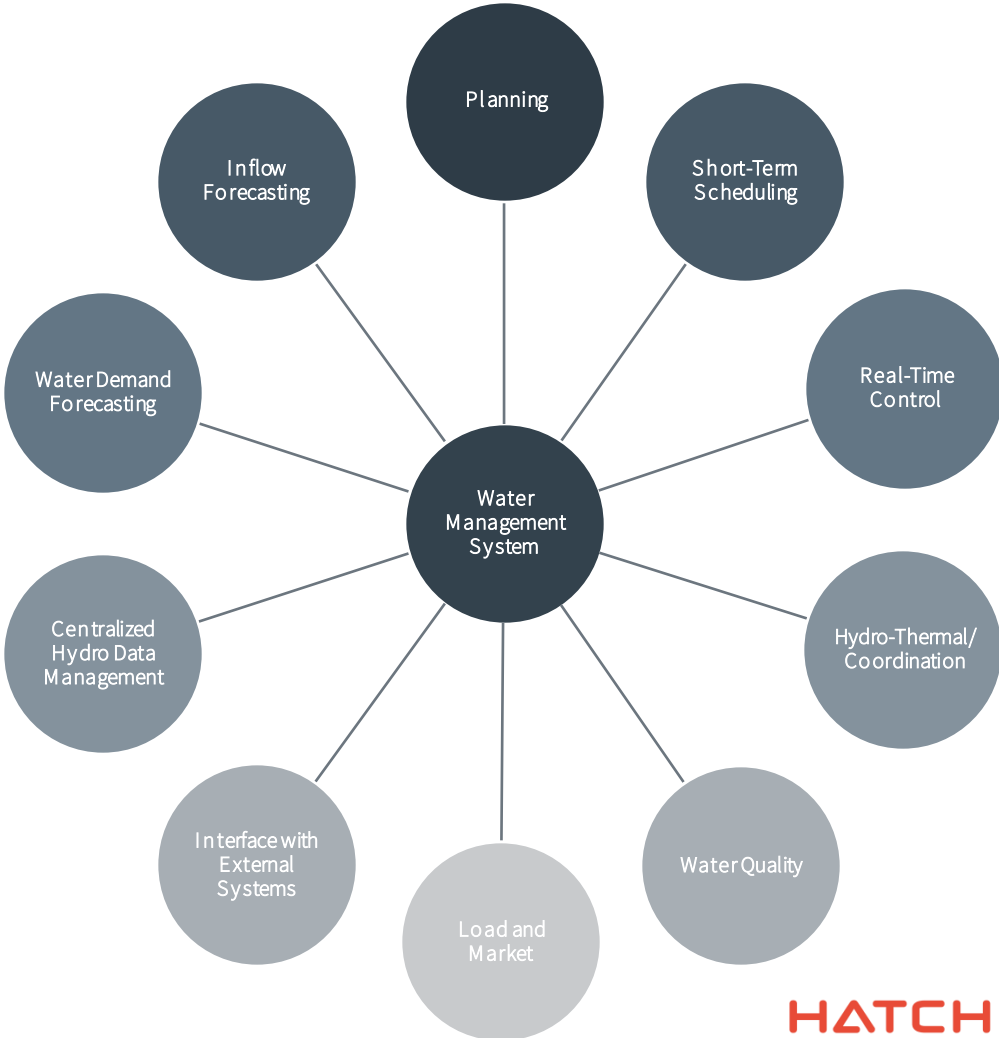 Planning
Short-Term
Scheduling
Real-Time
Control
Hydro-Thermal/
Coordination
Water Quality
Load and
Market
Interface with
External
Systems
Centralized
Hydro Data
Management
Water Demand
Forecasting
Inflow
Forecasting
Water
Management
System
HATCH